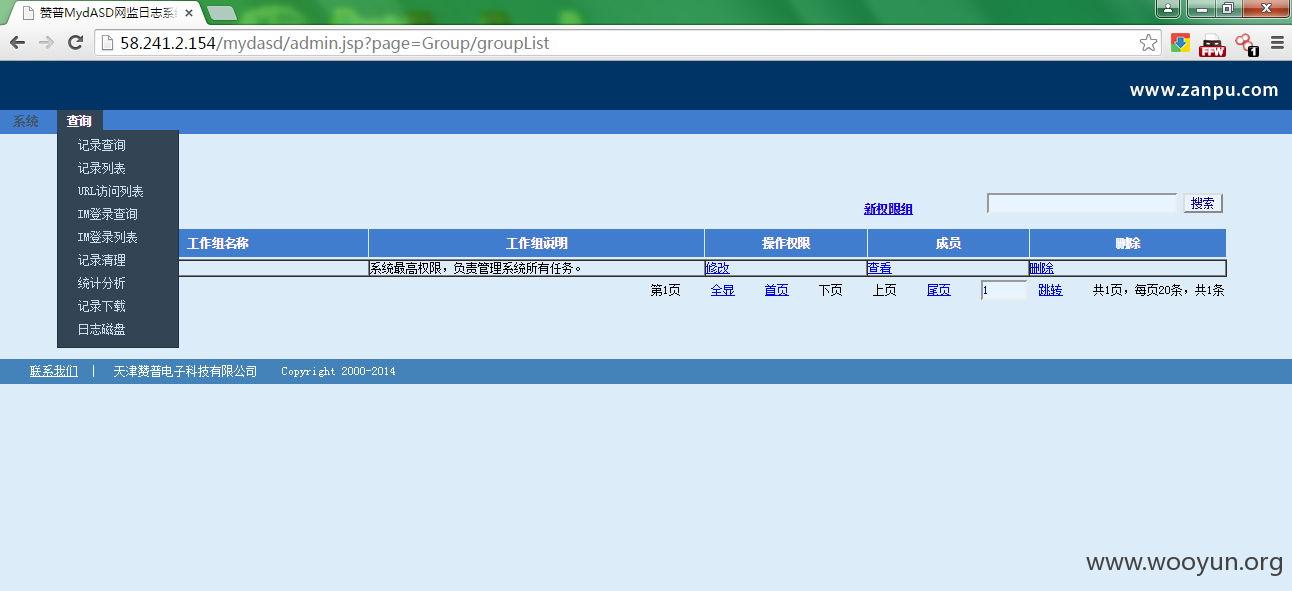 赞普MydASD网监日志系统
58.241.2.154/mydasd/admin.jsp?page=Group/groupList
FFW
1
www.zanpu.com
系统
查询
记录查询
记录列表
URL访问列表
IM登录查询
IM登录列表
记录清理
统计分析
记录下载
日志磁盘
新权限组
搜索
工作组名称 工作组说明 操作权限 成员 删除
系统最高权限，负责管理系统所有任务。 修改 查看 删除
第1页 全显 首页 下页 上页 尾页 1 跳转 共1页，每页20条，共1条
联系我们 | 天津赞普电子科技有限公司 Copyright 2000-2014
www.wooyun.org